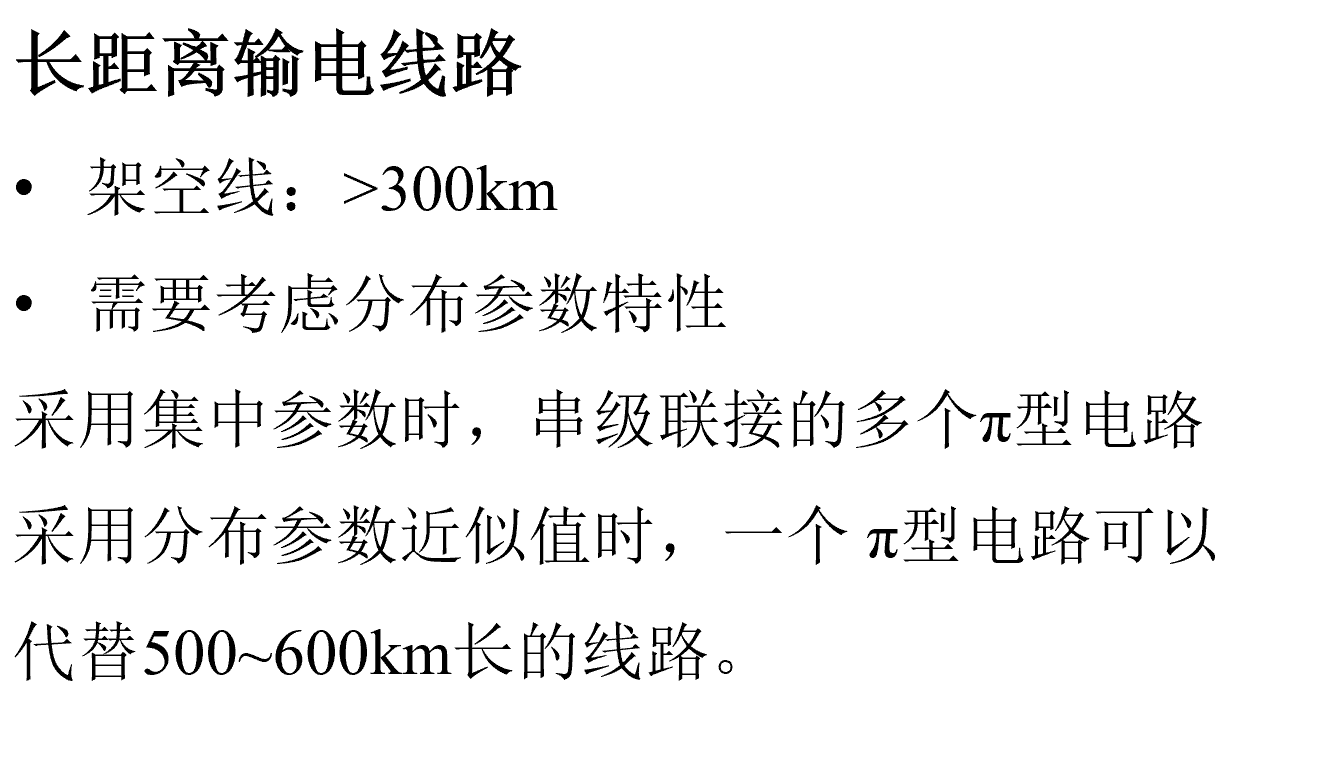 长距离输电线路
• 架空线：>300km
• 需要考虑分布参数特性
采用集中参数时，串级联接的多个π型电路
采用分布参数近似值时，一个 π型电路可以
代替500~600km长的线路。